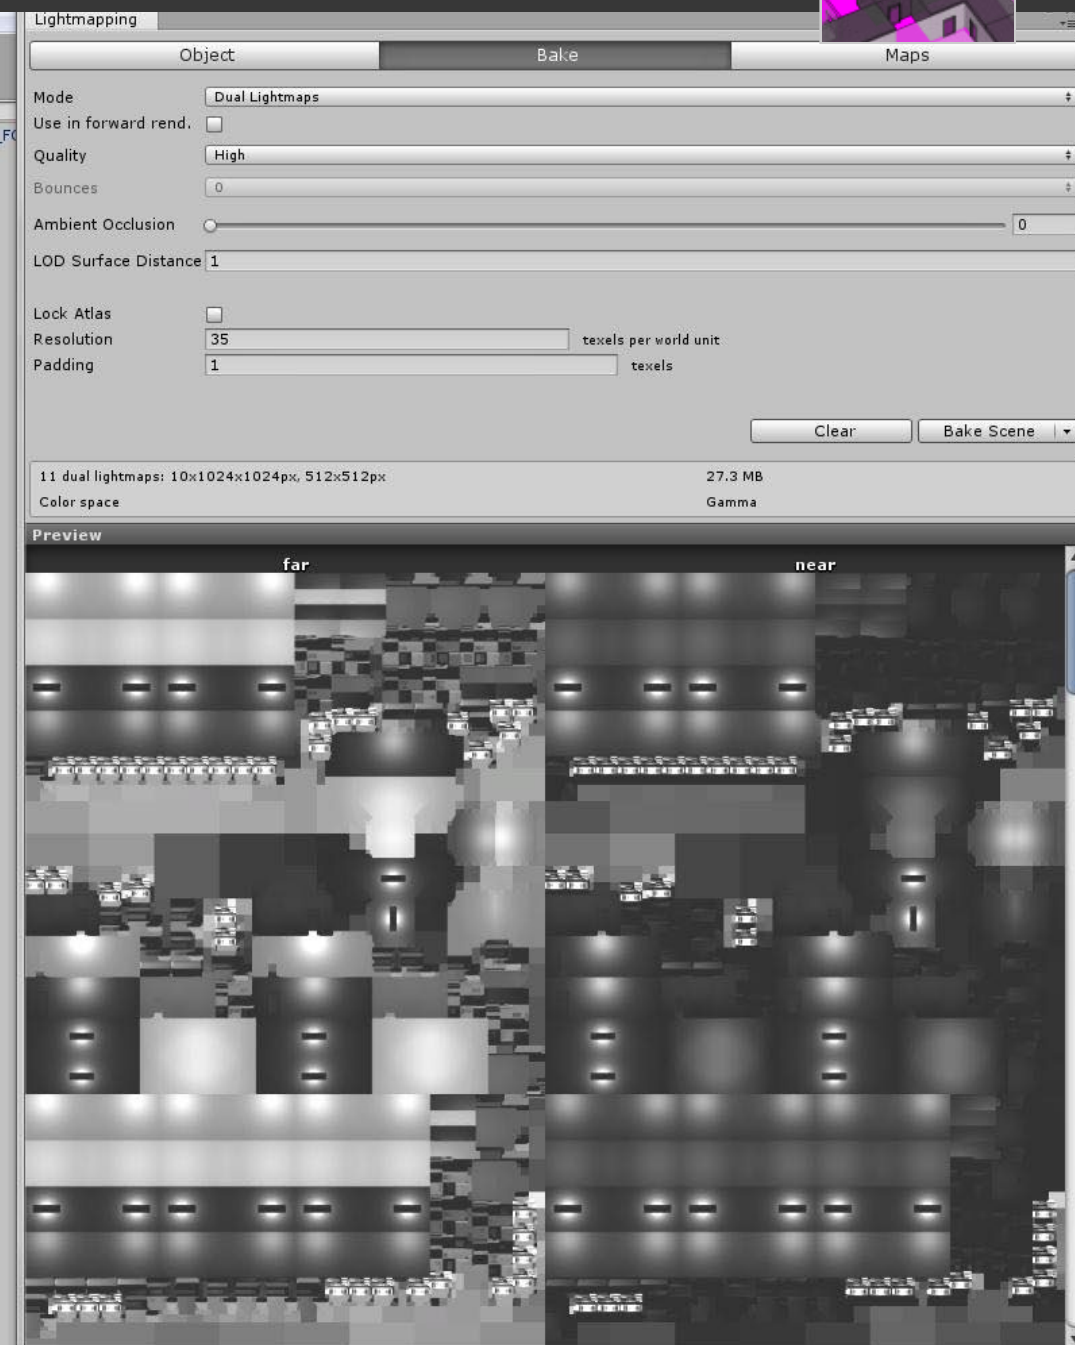 Lightmapping
Object Bake Maps
_FO
Mode Dual Lightmaps
Use in forward rend.
Quality High
Bounces 0
Ambient Occlusion 0
LOD Surface Distance 1
Lock Atlas
Resolution 35 texels per world unit
Padding 1 texels
Clear Bake Scene
11 dual lightmaps: 10x1024x1024px, 512x512px 27.3 MB
Color space Gamma
Preview
far near